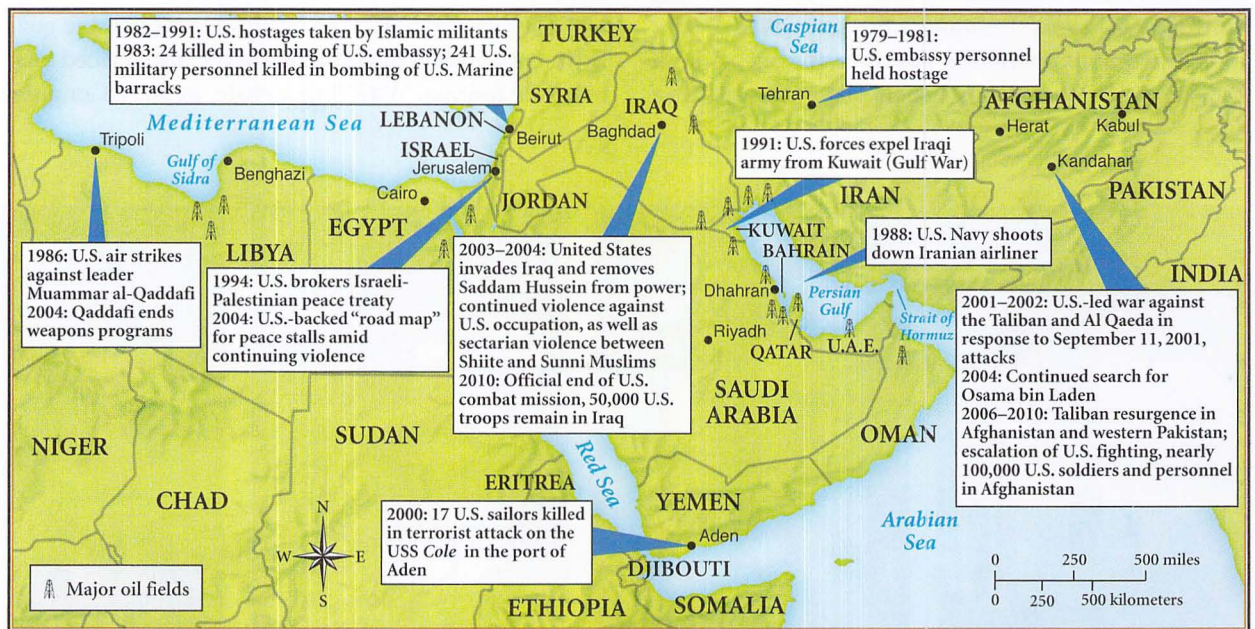 1982–1991: U.S. hostages taken by Islamic militants
1983: 24 killed in bombing of U.S. embassy; 241 U.S.
military personnel killed in bombing of U.S. Marine
barracks
TURKEY
Caspian
Sea
1979–1981:
U.S. embassy personnel
held hostage
Tehran
AFGHANISTAN
Herat
Kabul
Kandahar
PAKISTAN
INDIA
Mediterranean Sea
SYRIA
LEBANON
Beirut
IRAQ
Baghdad
ISRAEL
Jerusalem
JORDAN
Tripoli
Gulf of
Sidra
Benghazi
Cairo
EGYPT
LIBYA
1991: U.S. forces expel Iraqi
army from Kuwait (Gulf War)
IRAN
KUWAIT
BAHRAIN
1988: U.S. Navy shoots
down Iranian airliner
1986: U.S. air strikes
against leader
Muammar al-Qaddafi
2004: Qaddafi ends
weapons programs
1994: U.S. brokers Israeli-
Palestinian peace treaty
2004: U.S.-backed “road map”
for peace stalls amid
continuing violence
2003–2004: United States
invades Iraq and removes
Saddam Hussein from power;
continued violence against
U.S. occupation, as well as
sectarian violence between
Shiite and Sunni Muslims
2010: Official end of U.S.
combat mission, 50,000 U.S.
troops remain in Iraq
Dhahran
Persian
Gulf
Strait of
Hormuz
Riyadh
QATAR
U.A.E.
SAUDI
ARABIA
OMAN
2001–2002: U.S.-led war against
the Taliban and Al Qaeda in
response to September 11, 2001,
attacks
2004: Continued search for
Osama bin Laden
2006–2010: Taliban resurgence in
Afghanistan and western Pakistan;
escalation of U.S. fighting, nearly
100,000 U.S. soldiers and personnel
in Afghanistan
NIGER
CHAD
SUDAN
ERITREA
Red Sea
YEMEN
Aden
Arabian
Sea
2000: 17 U.S. sailors killed
in terrorist attack on the
USS Cole in the port of
Aden
DJIBOUTI
ETHIOPIA
SOMALIA
N
W
E
S
Major oil fields
0 250 500 miles
0 250 500 kilometers